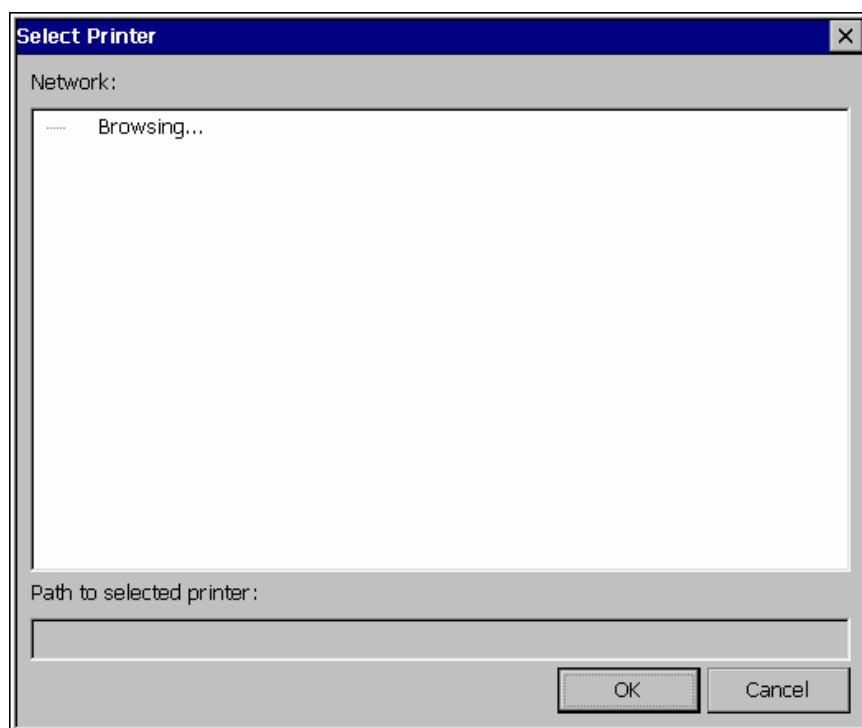 Select Printer
Network:
Browsing...
Path to selected printer:
OK Cancel